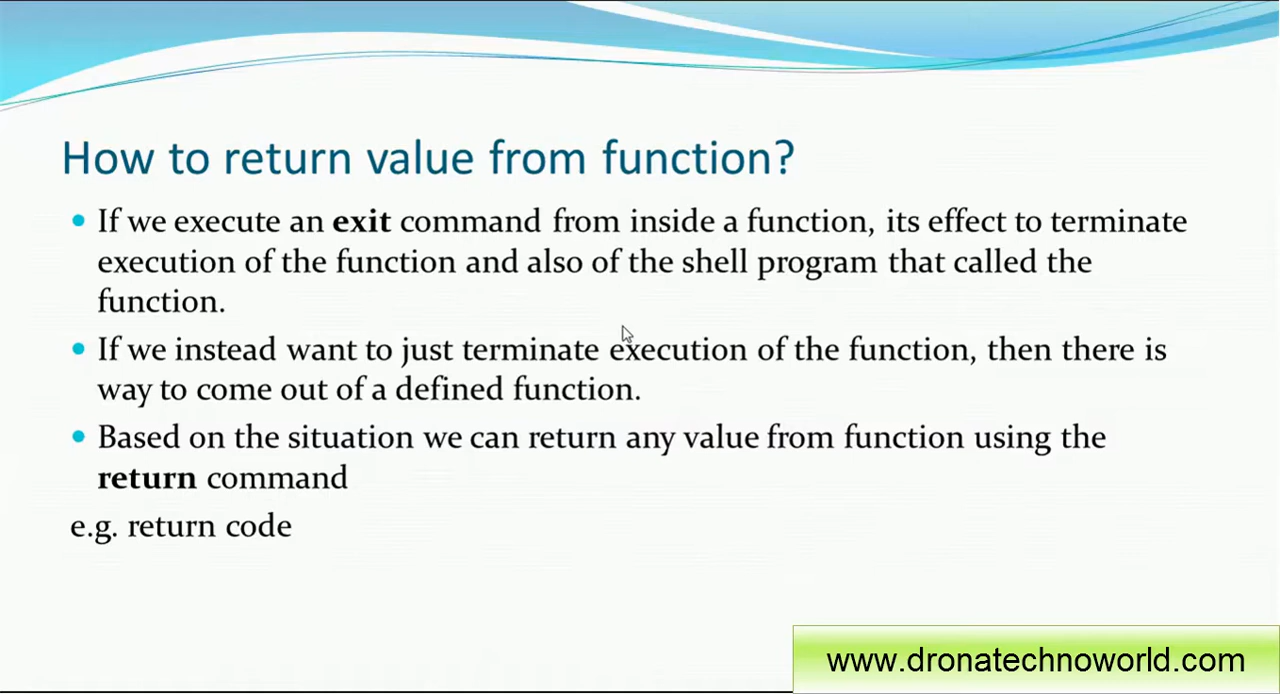 How to return value from function?
If we execute an exit command from inside a function, its effect to terminate
execution of the function and also of the shell program that called the
function.
If we instead want to just terminate execution of the function, then there is
way to come out of a defined function.
Based on the situation we can return any value from function using the
return command
e.g. return code
www.dronatechnoworld.com